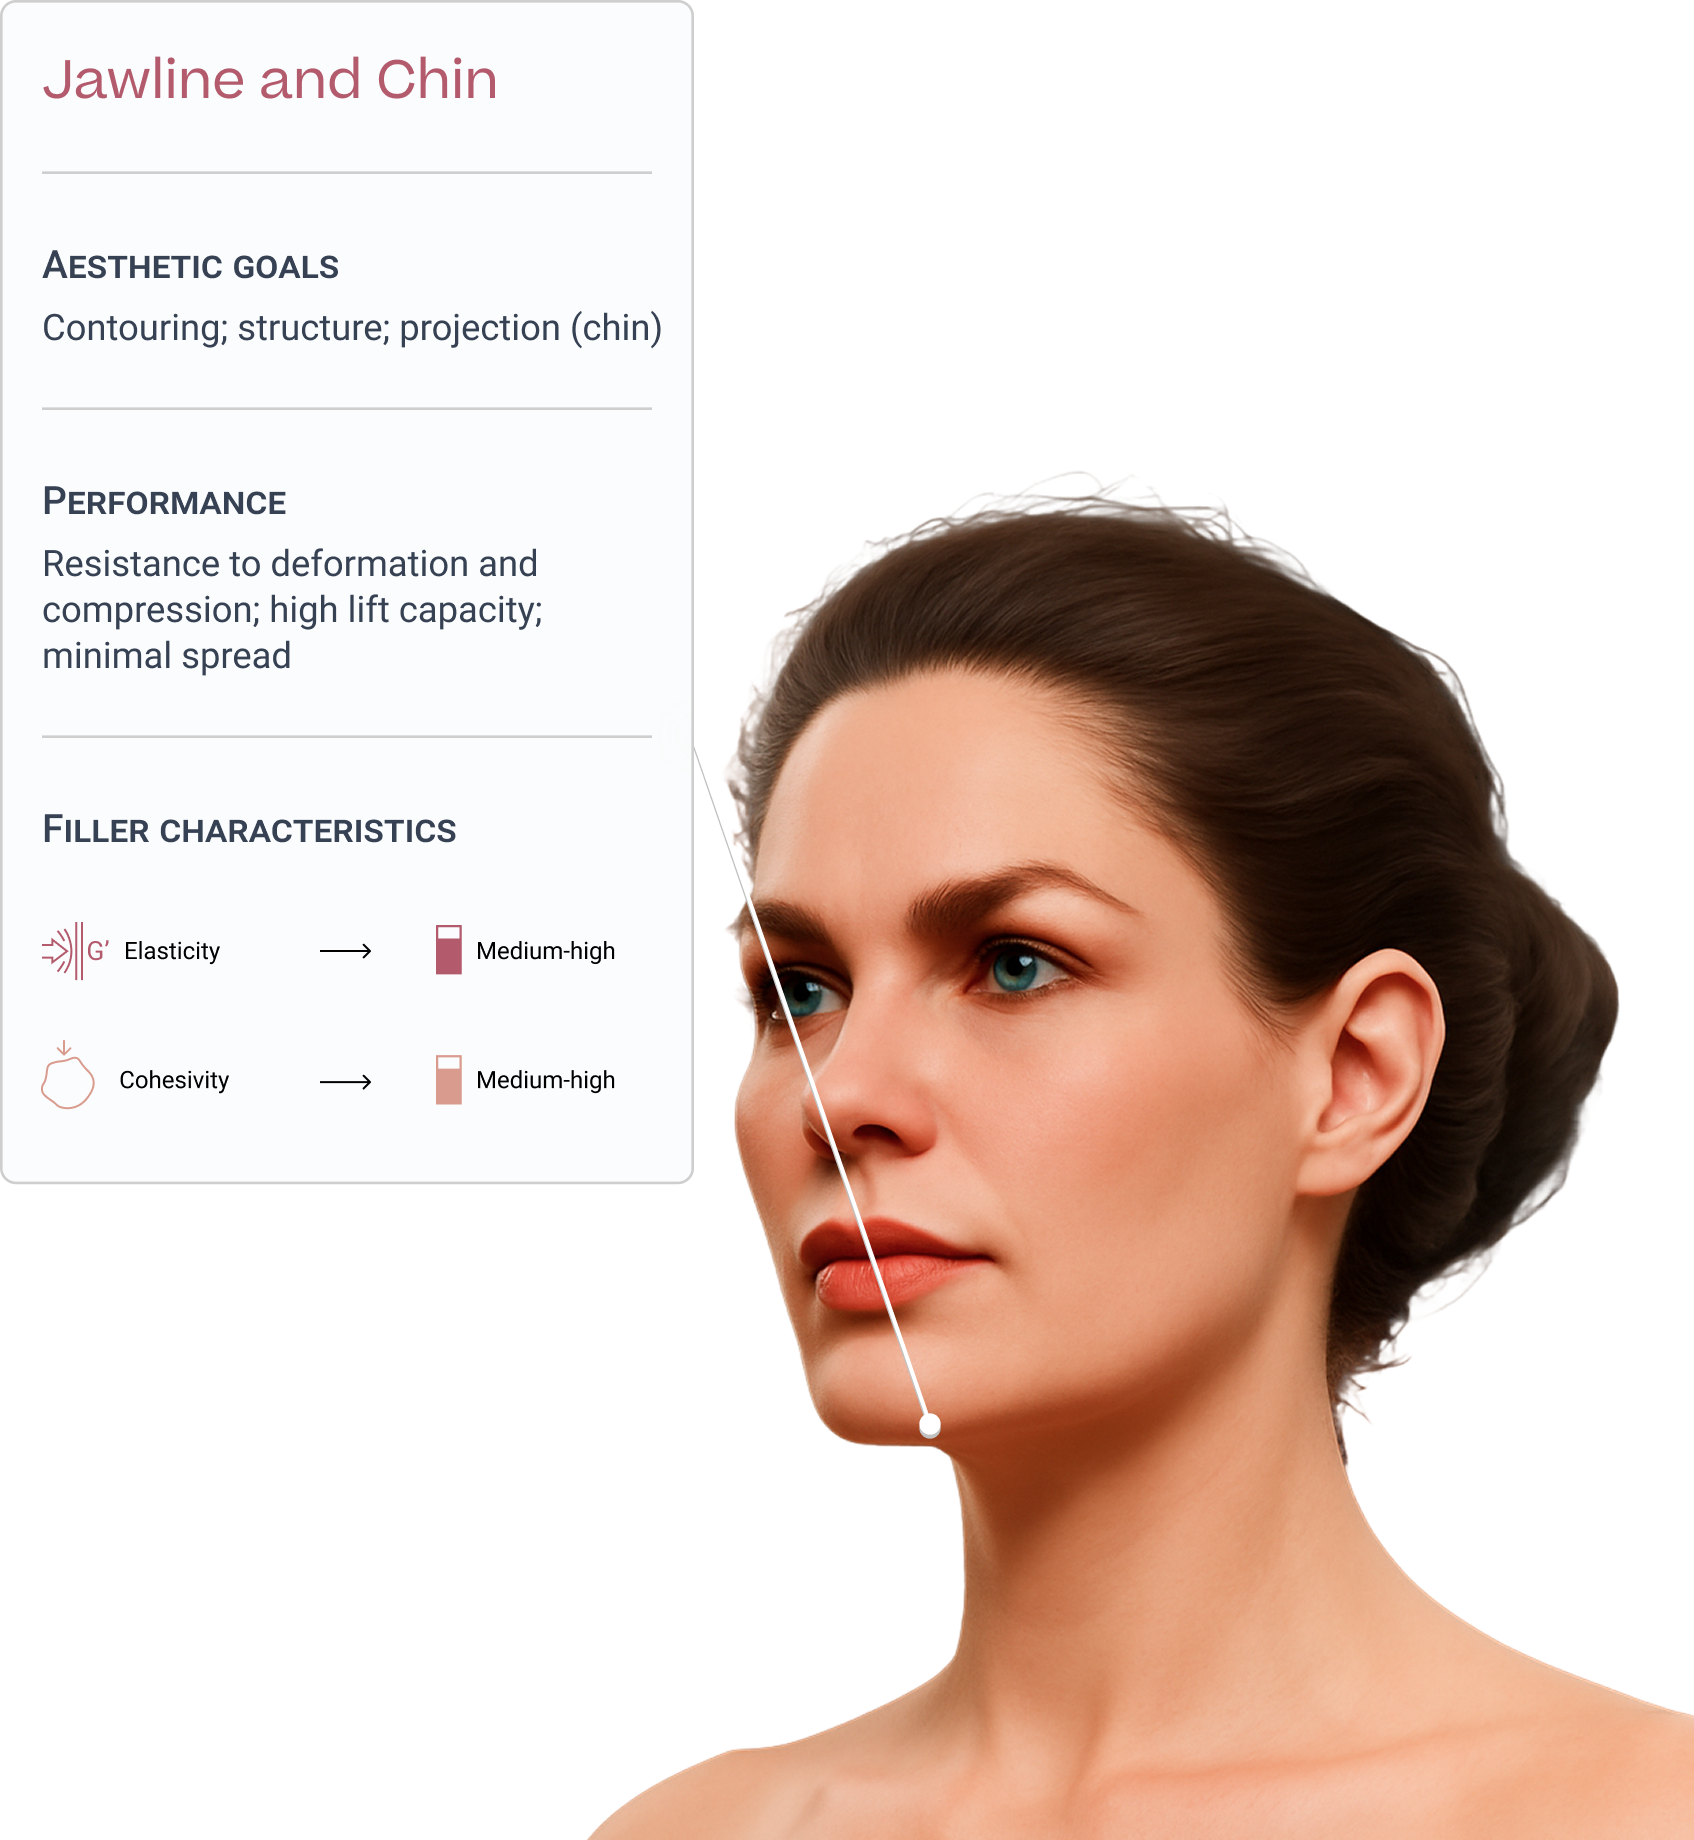 Jawline and Chin
AESTHETIC GOALS
Contouring; structure; projection (chin)
PERFORMANCE
Resistance to deformation and
compression; high lift capacity;
minimal spread
FILLER CHARACTERISTICS
G’ Elasticity → Medium-high
Cohesivity → Medium-high